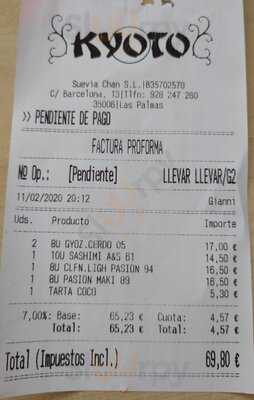 KYOTO
Suevia Chan S.L.|B35702570
C/ Barcelona, 13|Tlfn: 928 247 260
35006|Las Palmas
>> PENDIENTE DE PAGO
FACTURA PROFORMA
Nº Op.: [Pendiente] LLEVAR LLEVAR/G2
11/02/2020 20:12 Gianni
Uds. Producto Importe
2 8U GYOZ.CERDO 05 17,00 €
1 10U SASHIMI A&S 61 14,50 €
1 8U CLFN.LIGH PASION 94 16,50 €
1 8U PASION MAKI 89 16,50 €
1 TARTA COCO 5,30 €
7,00% Base: 65,23 € Cuota: 4,57 €
Total: 65,23 € Total: 4,57 €
Total (Impuestos Incl.) 69,80 €